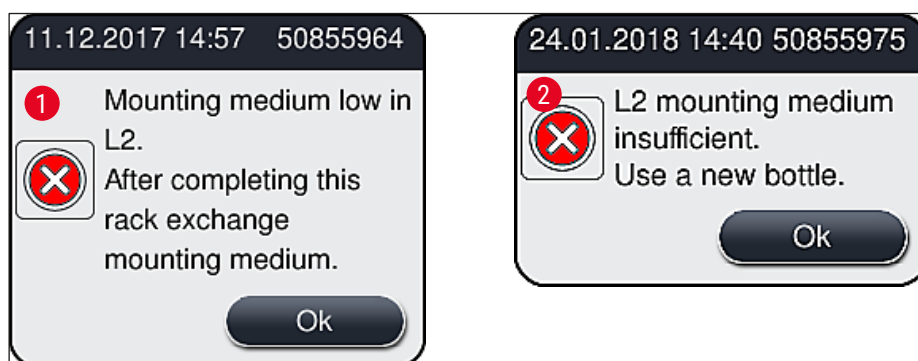 11.12.2017 14:57 50855964
1
Mounting medium low in
L2.
After completing this
rack exchange
mounting medium.
Ok
24.01.2018 14:40 50855975
2
L2 mounting medium
insufficient.
Use a new bottle.
Ok